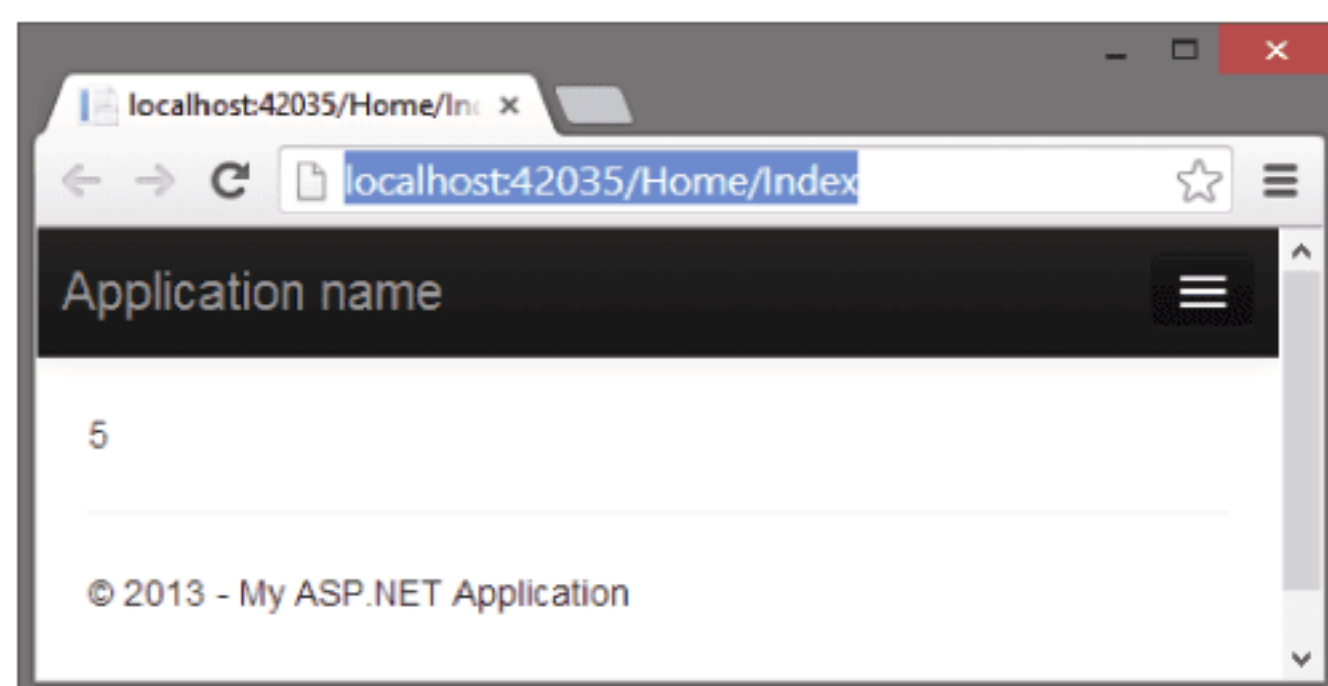 localhost:42035/Home/In
localhost:42035/Home/Index
Application name
5
© 2013 - My ASP.NET Application